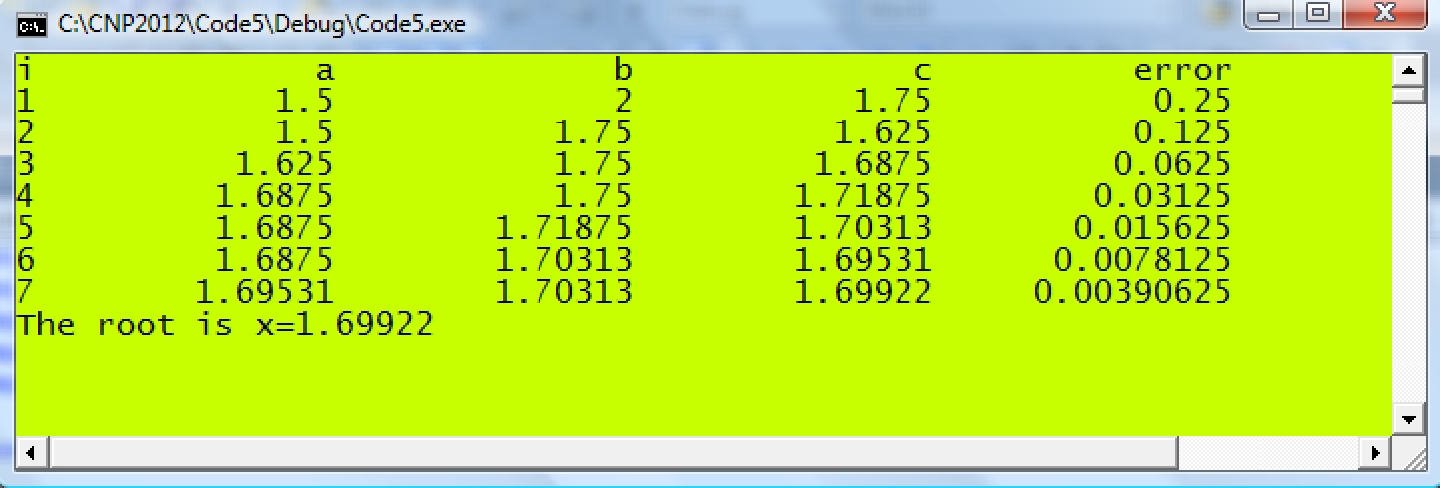 C:\CNP2012\Code5\Debug\Code5.exe
i a b c error
1 1.5 2 1.75 0.25
2 1.5 1.75 1.625 0.125
3 1.625 1.75 1.6875 0.0625
4 1.6875 1.75 1.71875 0.03125
5 1.6875 1.71875 1.70313 0.015625
6 1.6875 1.70313 1.69531 0.0078125
7 1.69531 1.70313 1.69922 0.00390625
The root is x=1.69922